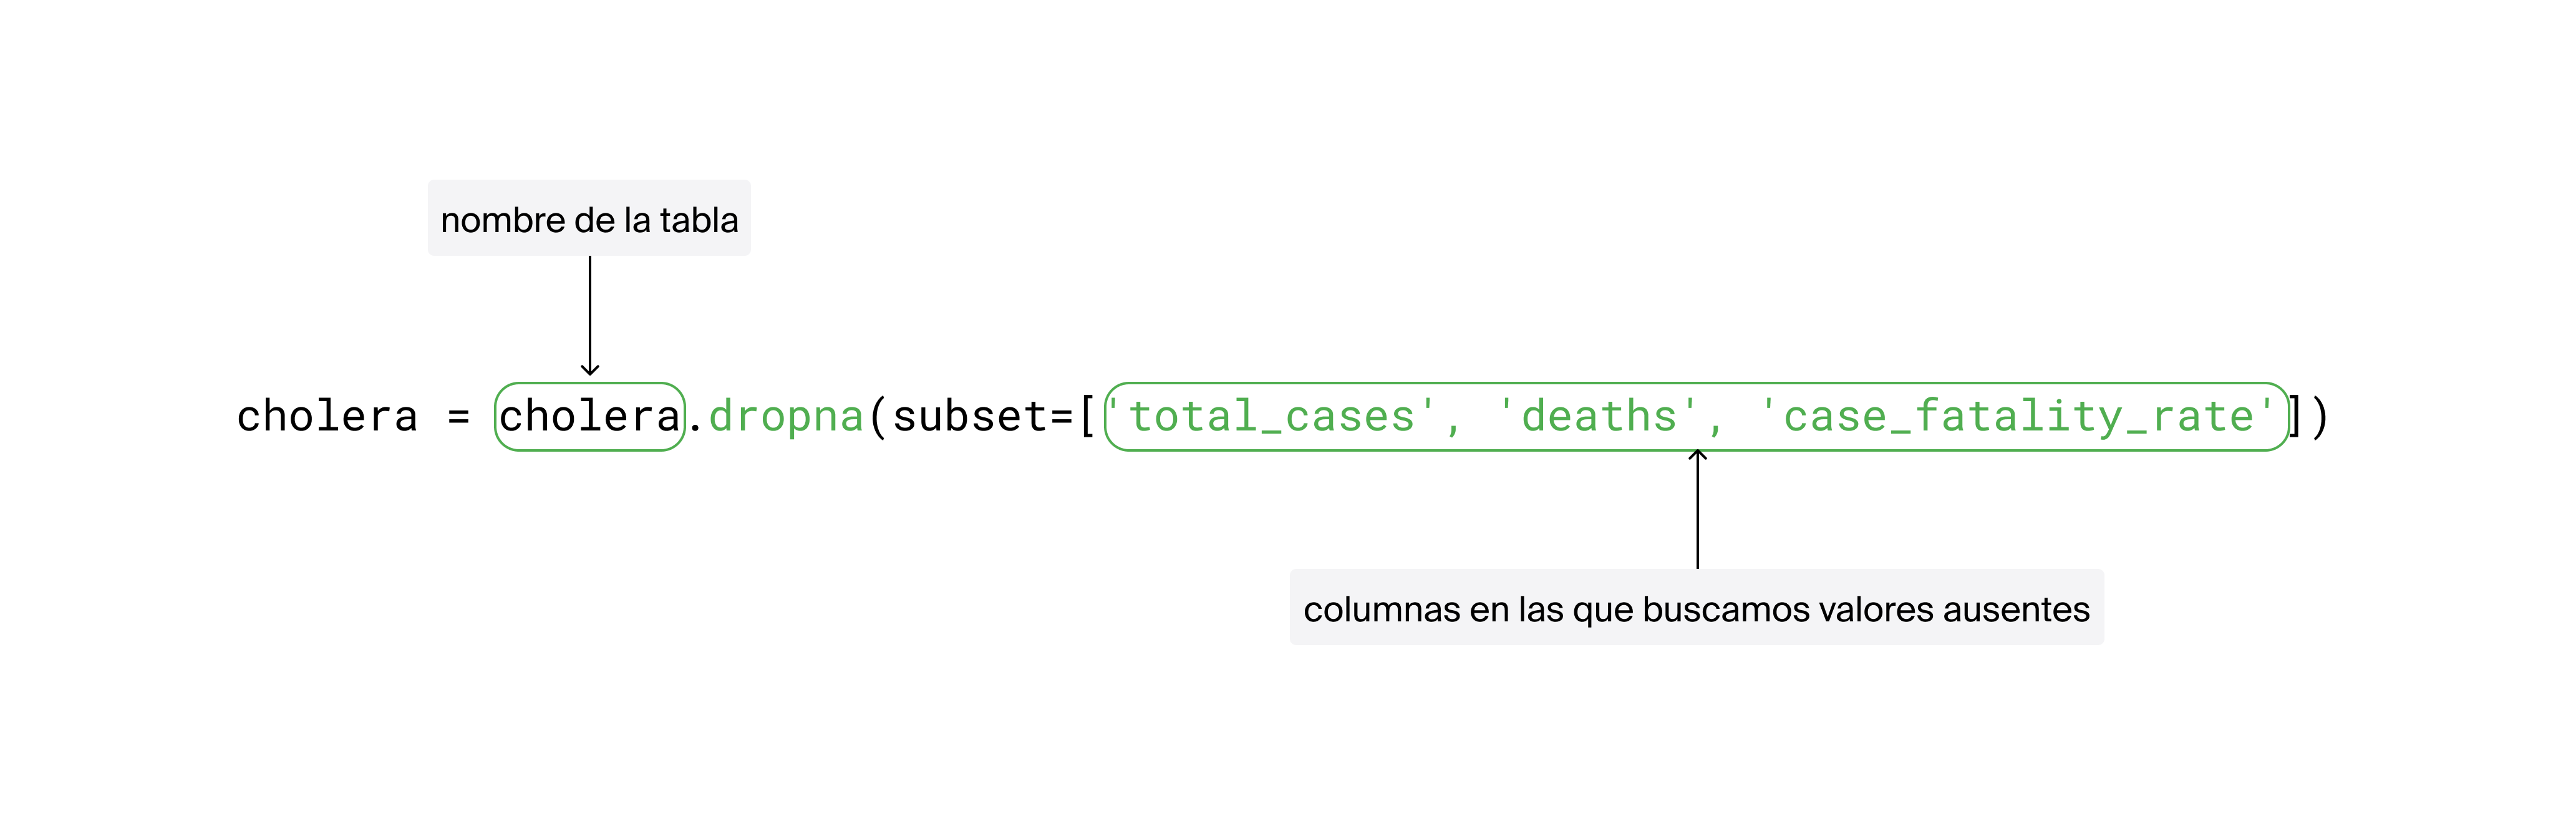 nombre de la tabla
cholera = cholera.dropna(subset=['total_cases', 'deaths', 'case_fatality_rate'])
columnas en las que buscamos valores ausentes